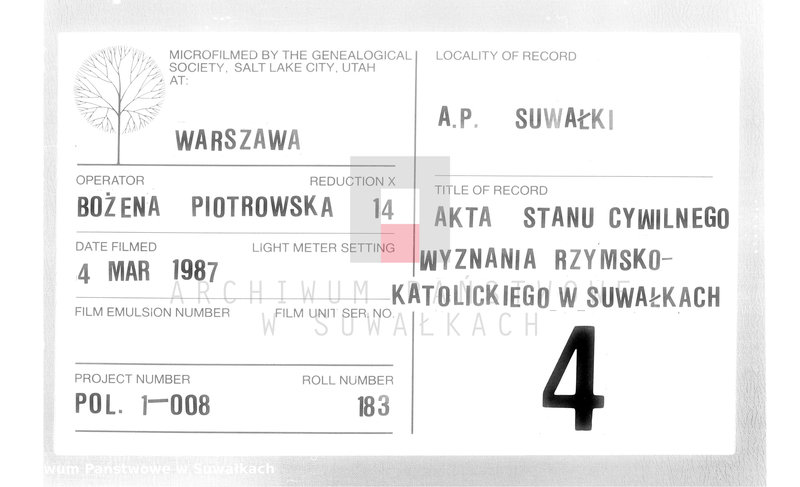 MICROFILMED BY THE GENEALOGICAL
SOCIETY, SALT LAKE CITY, UTAH
AT:
WARSZAWA
OPERATOR REDUCTION X
BOŻENA PIOTROWSKA 14
DATE FILMED LIGHT METER SETTING
4 MAR 1987
FILM EMULSION NUMBER FILM UNIT SER. NO.
PROJECT NUMBER ROLL NUMBER
POL. 1-008 183
LOCALITY OF RECORD
A.P. SUWAŁKI
TITLE OF RECORD
AKTA STANU CYWILNEGO
WYZNANIA RZYMSKO-
KATOLICKIEGO W SUWAŁKACH
4
ARCHIWUM PAŃSTWOWE
W SUWAŁKACH
wum Państwowe w Suwałkach